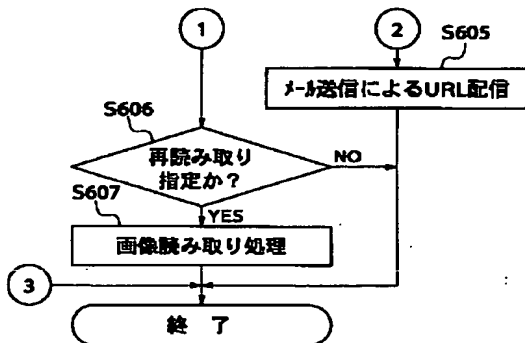 1
2
S605
メール送信によるURL配信
S606
再読み取り
指定か？
NO
S607
YES
画像読み取り処理
3
終 了